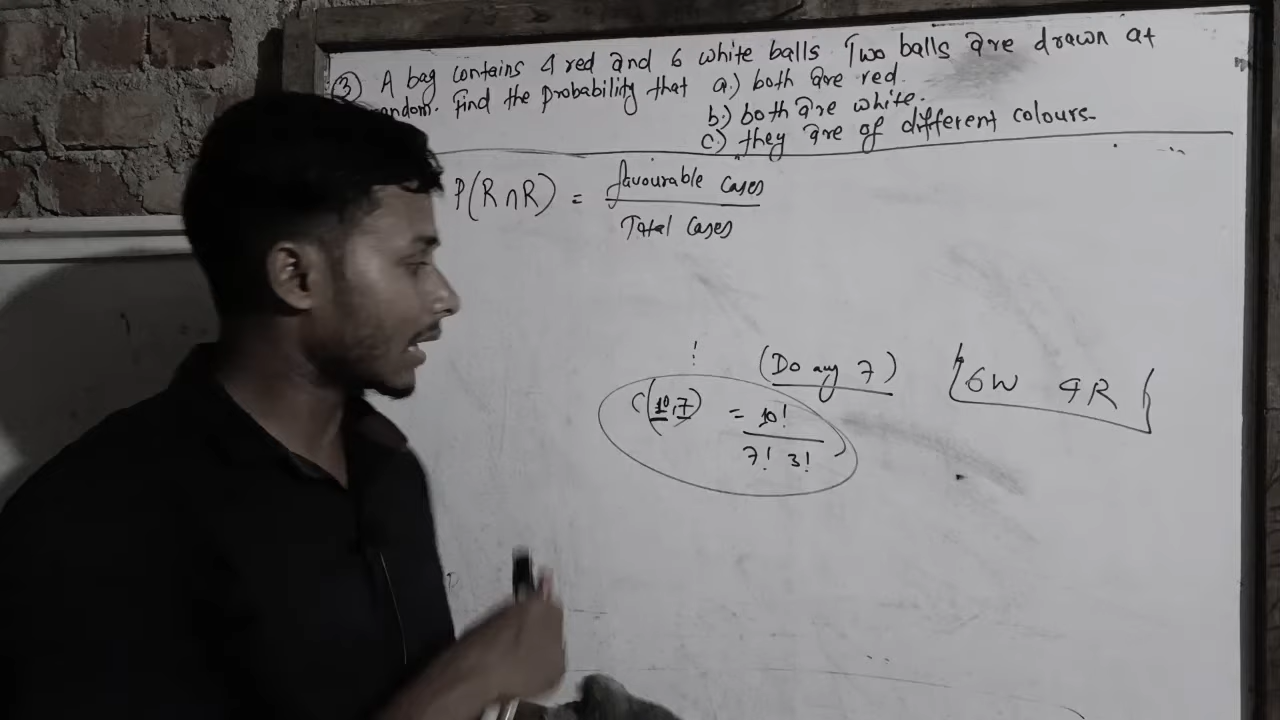 ③ A bag contains 4 red and 6 white balls. Two balls are drawn at
random. Find the probability that a.) both are red.
b.) both are white.
c.) they are of different colours.
P(R∩R) = favourable cases
Total cases
!
(Do any 7)
6W 4R
C(10,7) = 10!
7! 3!